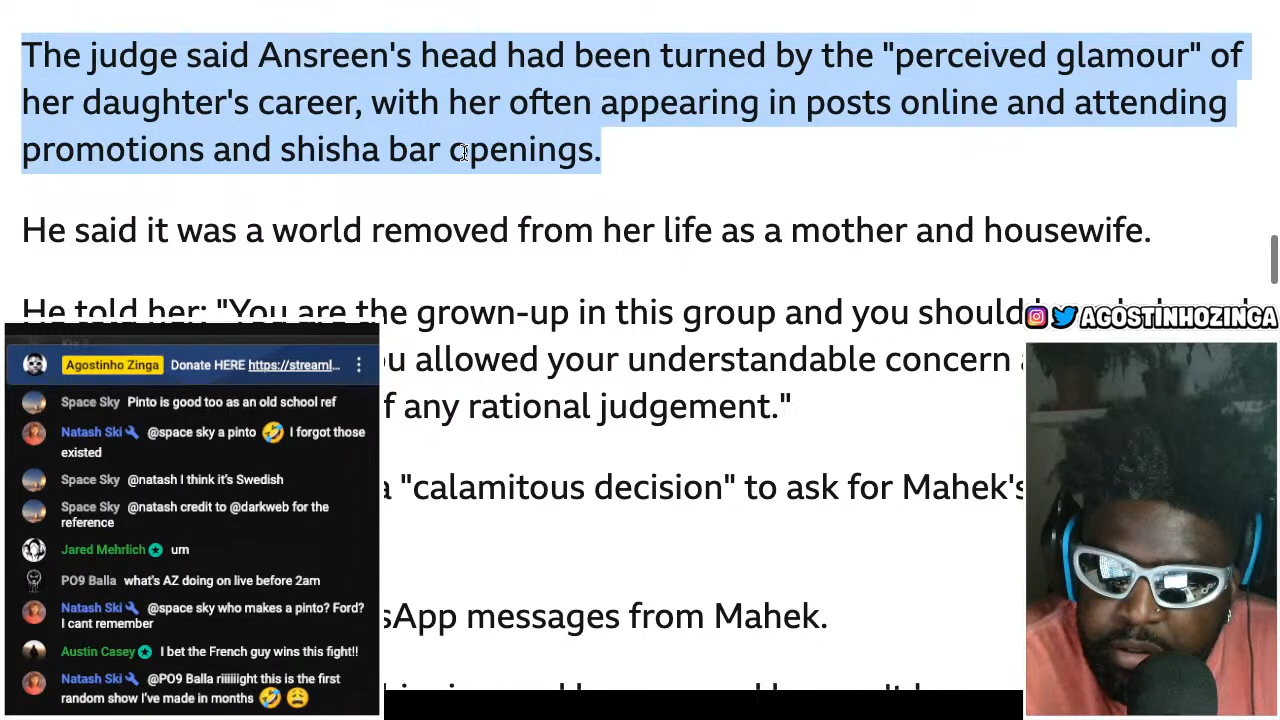 The judge said Ansreen's head had been turned by the "perceived glamour" of
her daughter's career, with her often appearing in posts online and attending
promotions and shisha bar openings.
He said it was a world removed from her life as a mother and housewife.
He told her: "You are the grown-up in this group and you should
allowed your understandable concern
any rational judgement."
"calamitous decision" to ask for Mahek's
messages from Mahek.
AGOSTINHOZINGA
Agostinho Zinga Donate HERE https://streaml...
Space Sky Pinto is good too as an old school ref
Natash Ski @space sky a pinto 🤣 I forgot those
existed
Space Sky @natash I think it's Swedish
Space Sky @natash credit to @darkweb for the
reference
Jared Mehrlich um
PO9 Balla what's AZ doing on live before 2am
Natash Ski @space sky who makes a pinto? Ford?
I cant remember
Austin Casey I bet the French guy wins this fight!!
Natash Ski @PO9 Balla riiiiiight this is the first
random show I've made in months 🤣 😩